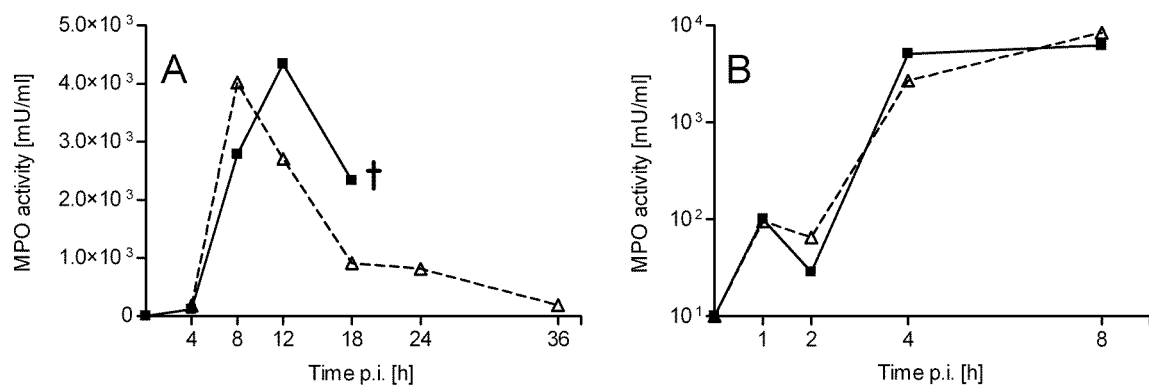 A
MPO activity [mU/ml]
5.0×10³
4.0×10³
3.0×10³
2.0×10³
1.0×10³
0
†
4 8 12 18 24 36
Time p.i. [h]
B
MPO activity [mU/ml]
10⁴
10³
10²
10¹
1 2 4 8
Time p.i. [h]